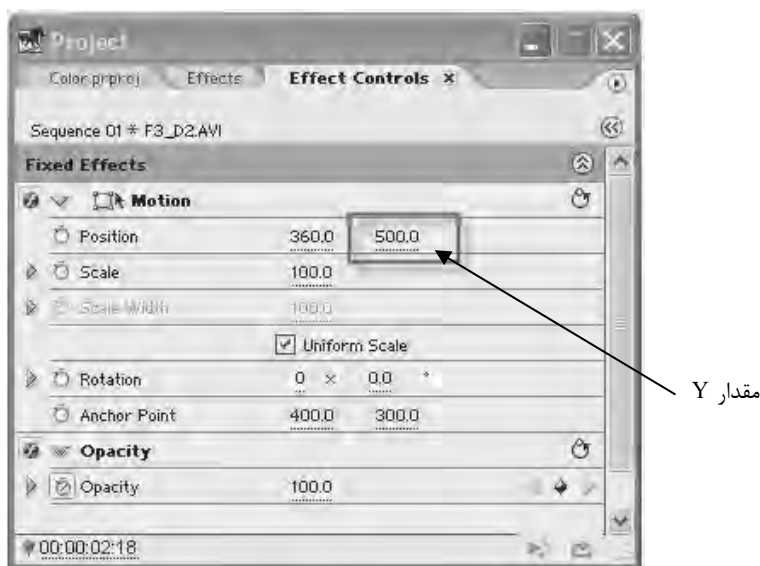 Project
Color.prproj Effects Effect Controls ×
Sequence 01 * F3_D2.AVI
Fixed Effects
Motion
Position 360.0 500.0
Scale 100.0
Scale Width 100.0
Uniform Scale
Rotation 0 × 0.0 °
Anchor Point 400.0 300.0
Opacity
Opacity 100.0
00:00:02:18
مقدار Y